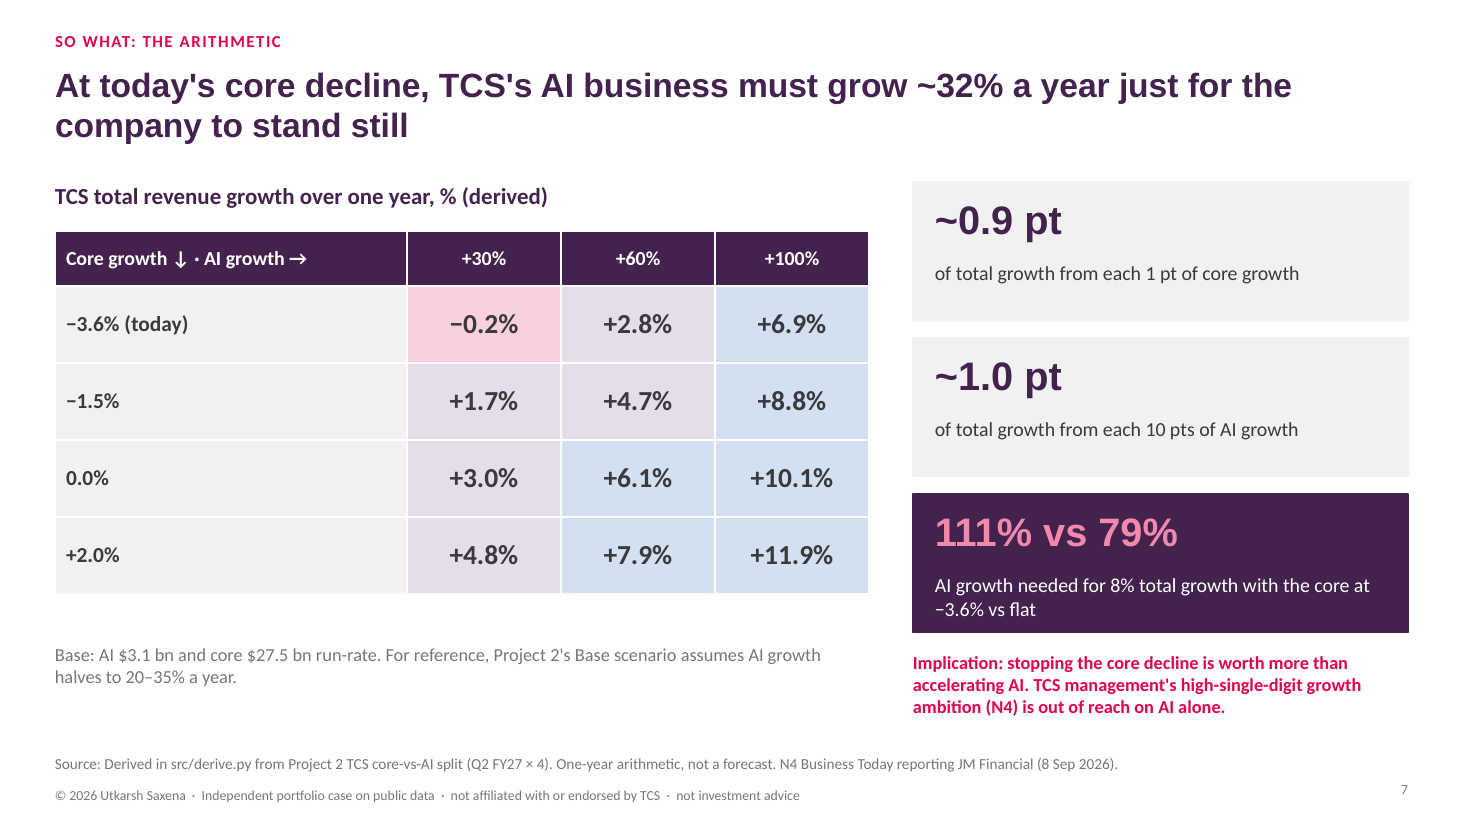 SO WHAT: THE ARITHMETIC
At today's core decline, TCS's AI business must grow ~32% a year just for the
company to stand still
TCS total revenue growth over one year, % (derived)
Core growth ↓ · AI growth → +30% +60% +100%
−3.6% (today) −0.2% +2.8% +6.9%
−1.5% +1.7% +4.7% +8.8%
0.0% +3.0% +6.1% +10.1%
+2.0% +4.8% +7.9% +11.9%
Base: AI $3.1 bn and core $27.5 bn run-rate. For reference, Project 2's Base scenario assumes AI growth
halves to 20–35% a year.
~0.9 pt
of total growth from each 1 pt of core growth
~1.0 pt
of total growth from each 10 pts of AI growth
111% vs 79%
AI growth needed for 8% total growth with the core at
−3.6% vs flat
Implication: stopping the core decline is worth more than
accelerating AI. TCS management's high-single-digit growth
ambition (N4) is out of reach on AI alone.
Source: Derived in src/derive.py from Project 2 TCS core-vs-AI split (Q2 FY27 × 4). One-year arithmetic, not a forecast. N4 Business Today reporting JM Financial (8 Sep 2026).
© 2026 Utkarsh Saxena · Independent portfolio case on public data · not affiliated with or endorsed by TCS · not investment advice
7